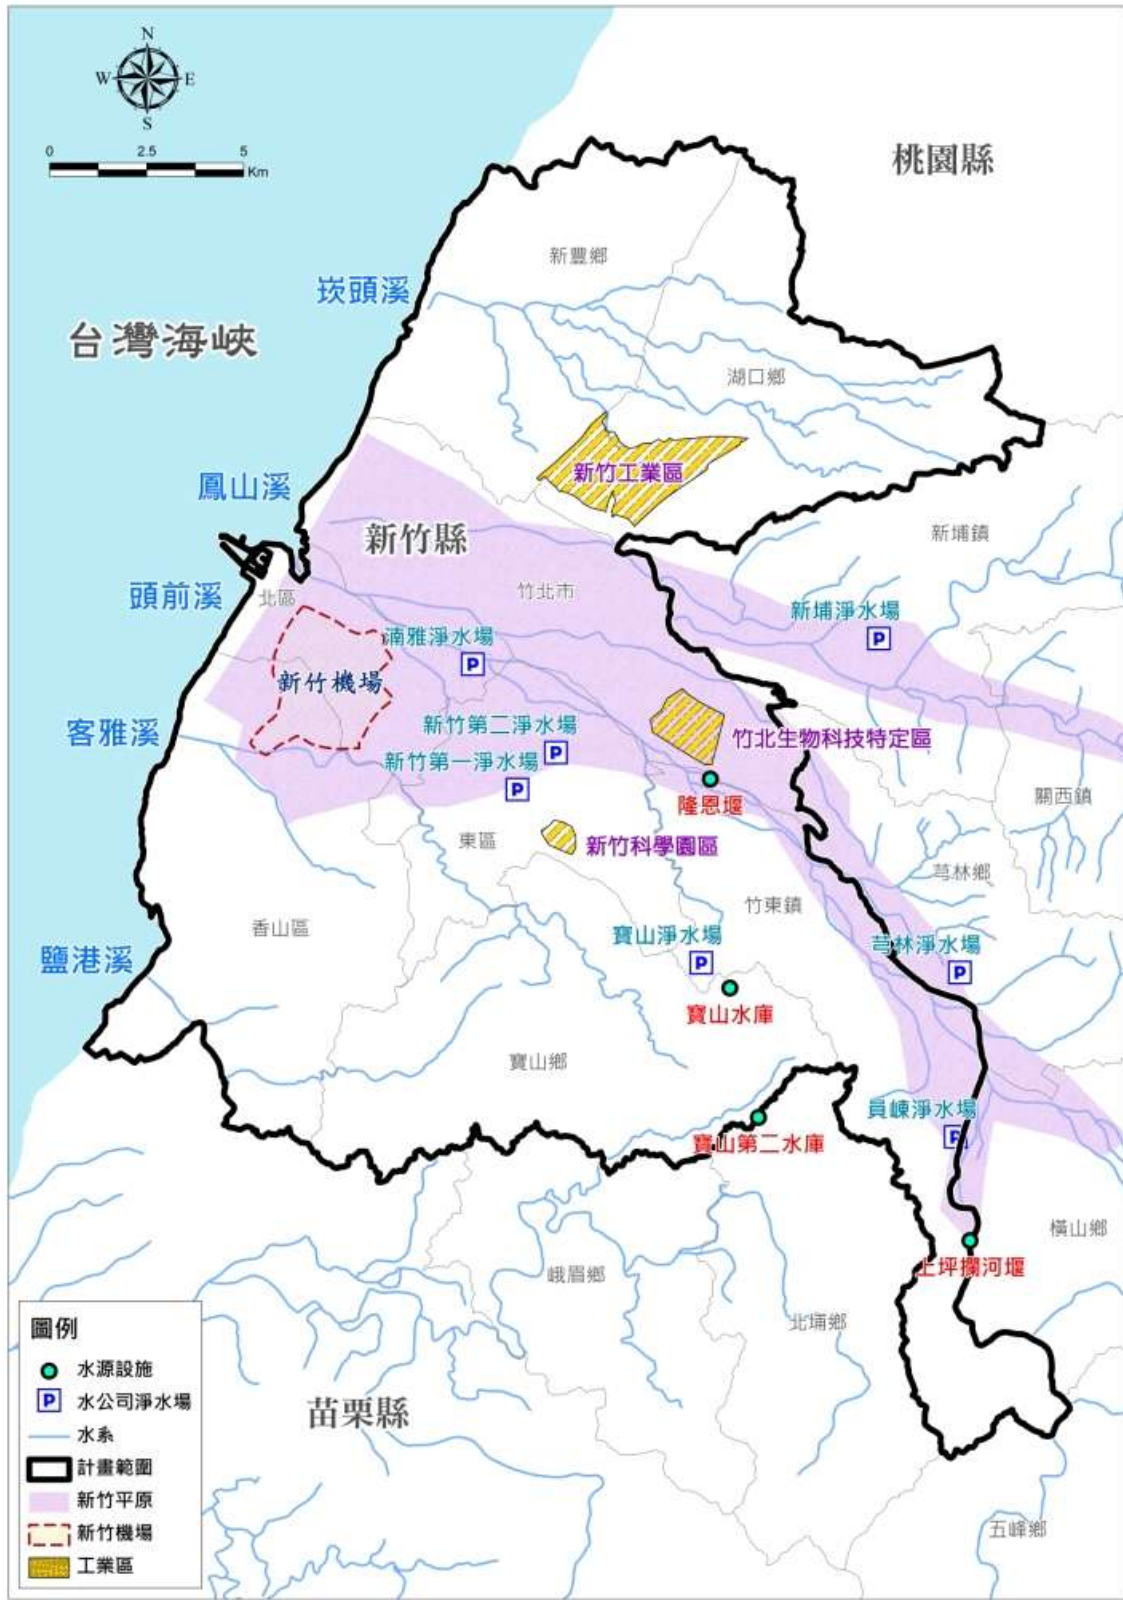 N
W E
S
0 2.5 5
Km
桃園縣
新豐鄉
崁頭溪
台灣海峽
湖口鄉
新竹工業區
鳳山溪
新竹縣
新埔鎮
頭前溪
北區
竹北市
新埔淨水場
P
湳雅淨水場
P
新竹機場
客雅溪
新竹第二淨水場
P
竹北生物科技特定區
新竹第一淨水場
P
隆恩堰
關西鎮
東區
新竹科學園區
芎林鄉
竹東鎮
香山區
寶山淨水場
P
芎林淨水場
P
鹽港溪
寶山水庫
寶山鄉
員崠淨水場
P
寶山第二水庫
橫山鄉
上坪攔河堰
峨眉鄉
北埔鄉
苗栗縣
五峰鄉
圖例
水源設施
P 水公司淨水場
水系
計畫範圍
新竹平原
新竹機場
工業區